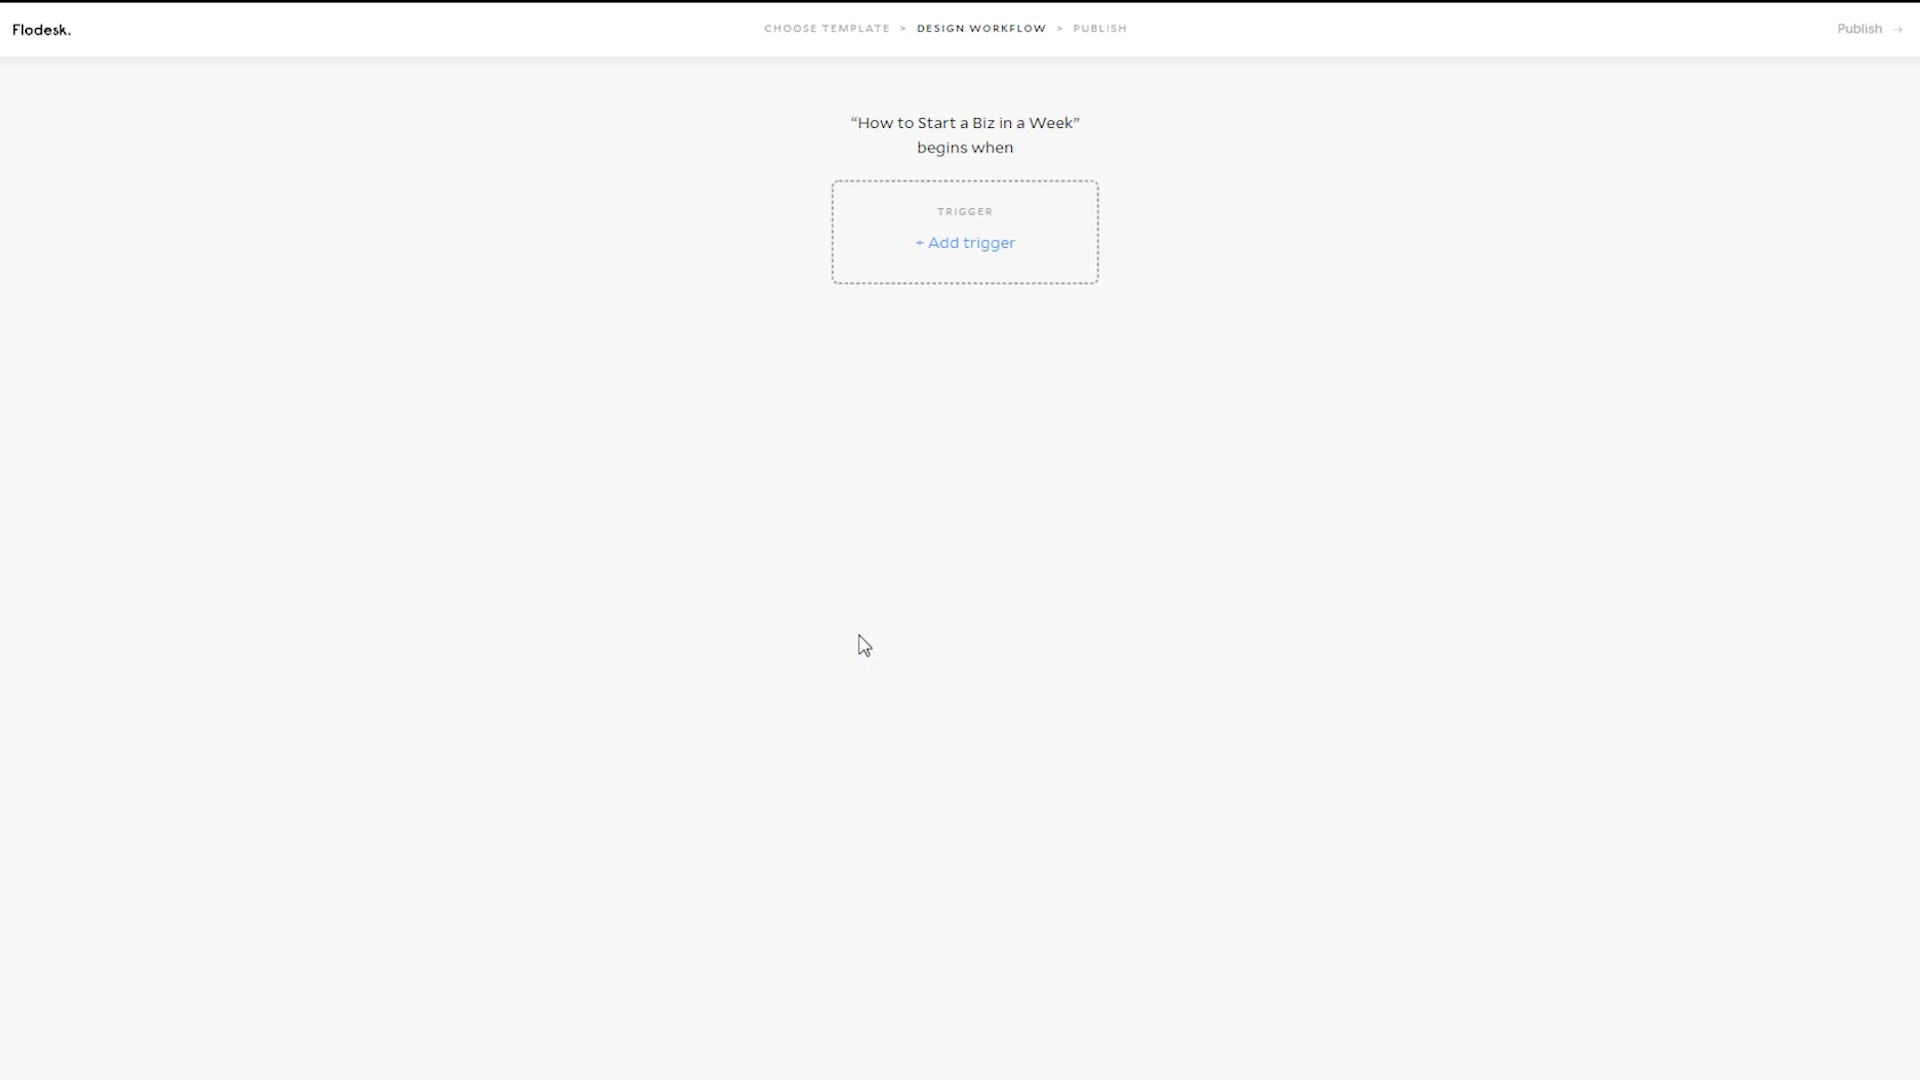 Flodesk.
CHOOSE TEMPLATE > DESIGN WORKFLOW > PUBLISH
Publish →
“How to Start a Biz in a Week”
begins when
TRIGGER
+ Add trigger